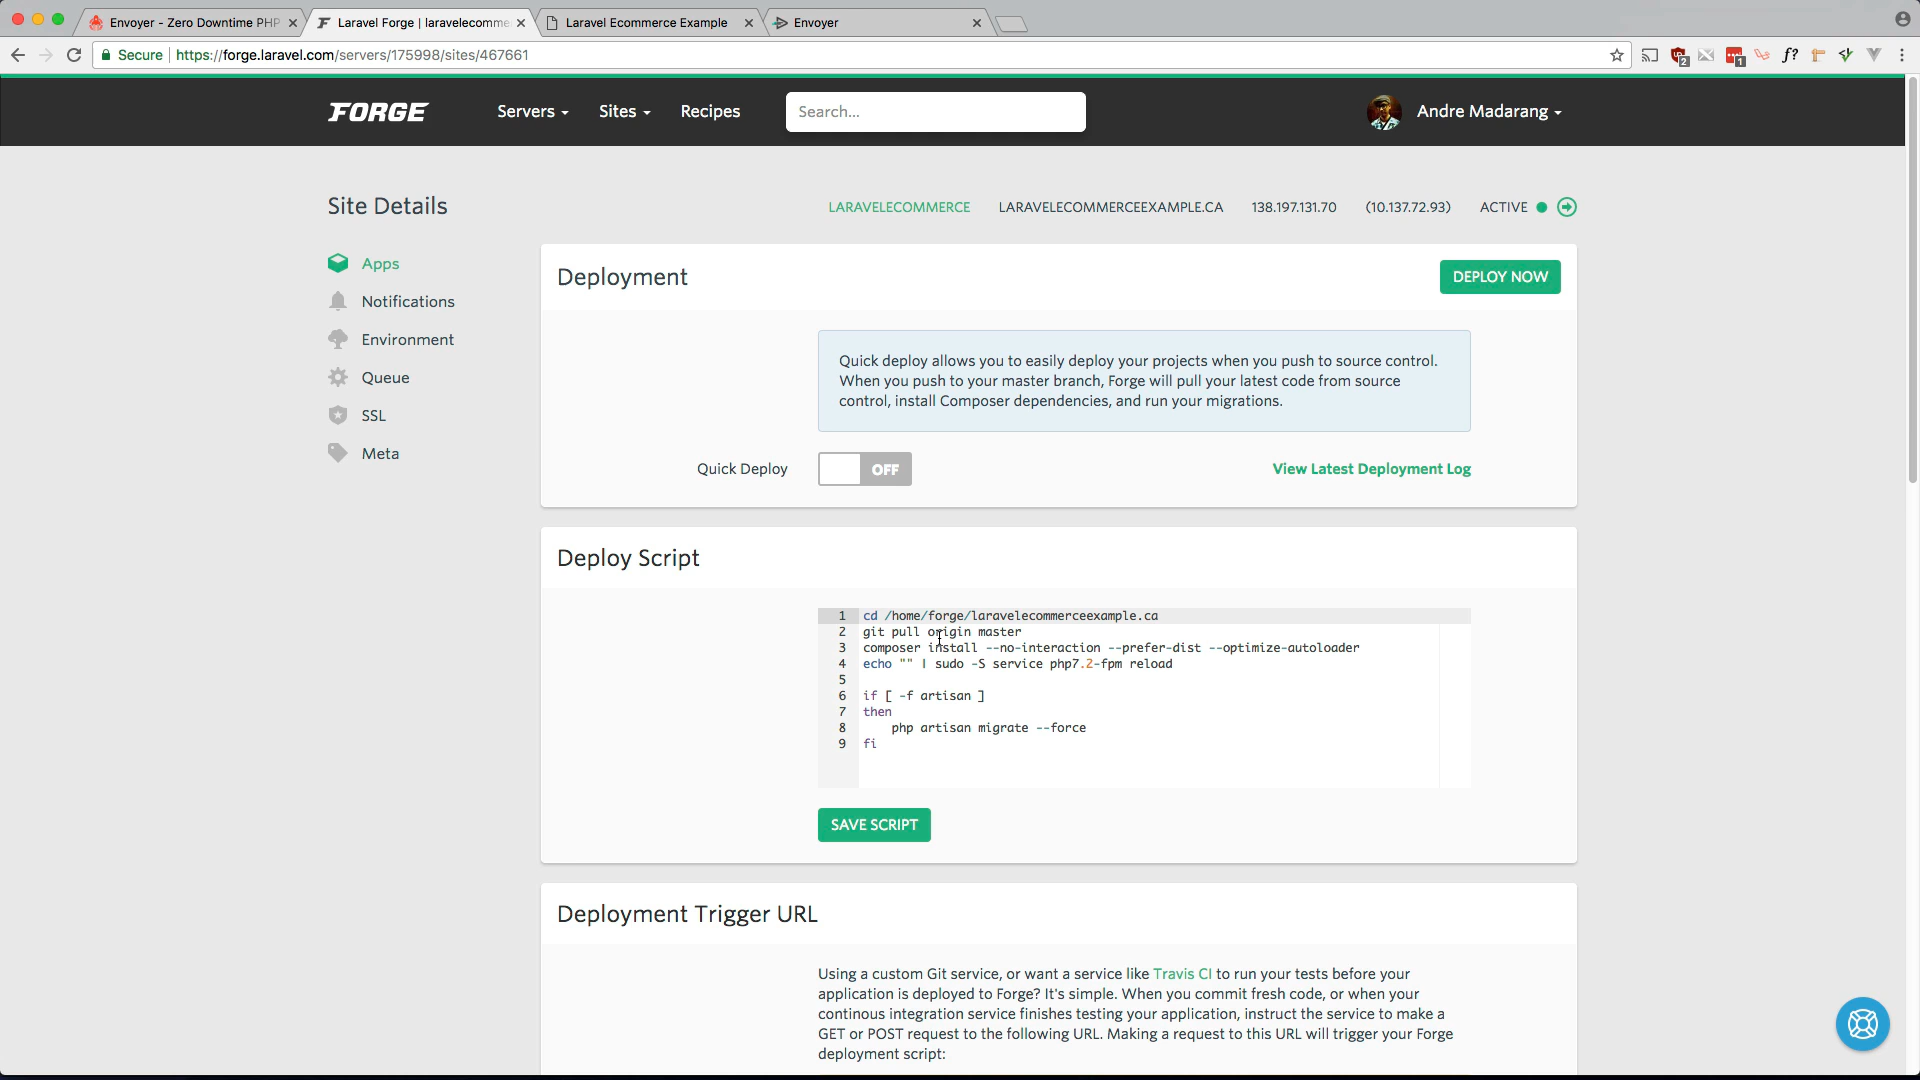 Envoyer - Zero Downtime PHP
Laravel Forge | laravelecomme
Laravel Ecommerce Example
Envoyer
Secure
https://forge.laravel.com/servers/175998/sites/467661
2
1
f?
FORGE
Servers
Sites
Recipes
Search...
Andre Madarang
Site Details
LARAVELECOMMERCE
LARAVELECOMMERCEEXAMPLE.CA
138.197.131.70
(10.137.72.93)
ACTIVE
Apps
Notifications
Environment
Queue
SSL
Meta
Deployment
DEPLOY NOW
Quick deploy allows you to easily deploy your projects when you push to source control.
When you push to your master branch, Forge will pull your latest code from source
control, install Composer dependencies, and run your migrations.
Quick Deploy
OFF
View Latest Deployment Log
Deploy Script
1 cd /home/forge/laravelecommerceexample.ca
2 git pull origin master
3 composer install --no-interaction --prefer-dist --optimize-autoloader
4 echo "" | sudo -S service php7.2-fpm reload
5
6 if [ -f artisan ]
7 then
8 php artisan migrate --force
9 fi
SAVE SCRIPT
Deployment Trigger URL
Using a custom Git service, or want a service like Travis CI to run your tests before your
application is deployed to Forge? It's simple. When you commit fresh code, or when your
continous integration service finishes testing your application, instruct the service to make a
GET or POST request to the following URL. Making a request to this URL will trigger your Forge
deployment script: